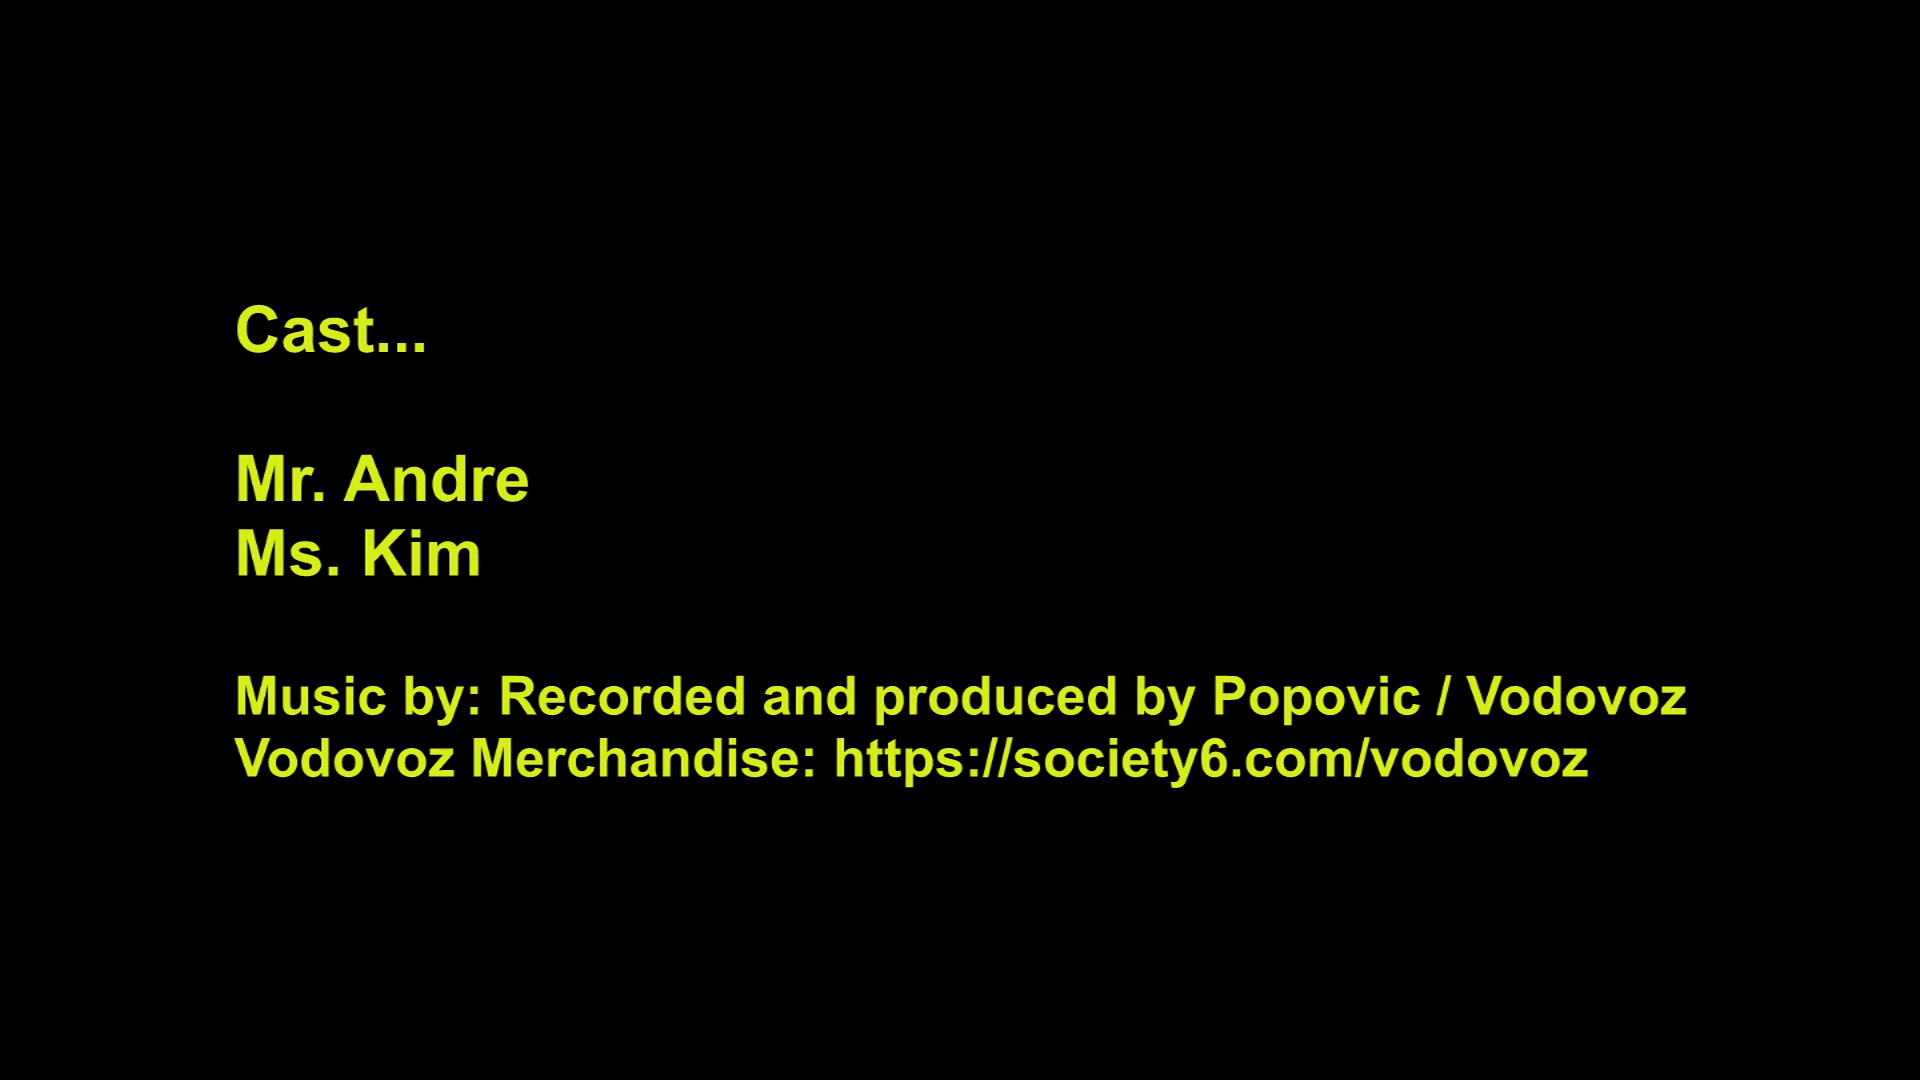 Cast...
Mr. Andre
Ms. Kim
Music by: Recorded and produced by Popovic / Vodovoz
Vodovoz Merchandise: https://society6.com/vodovoz